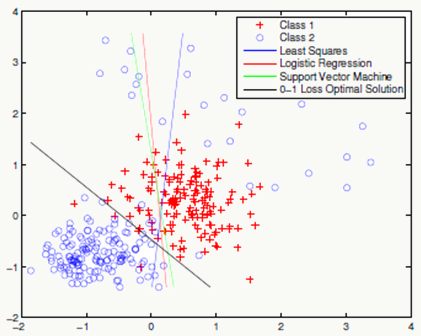 4
3
2
1
0
−1
−2
−2
−1
0
1
2
3
4
Class 1
Class 2
Least Squares
Logistic Regression
Support Vector Machine
0−1 Loss Optimal Solution